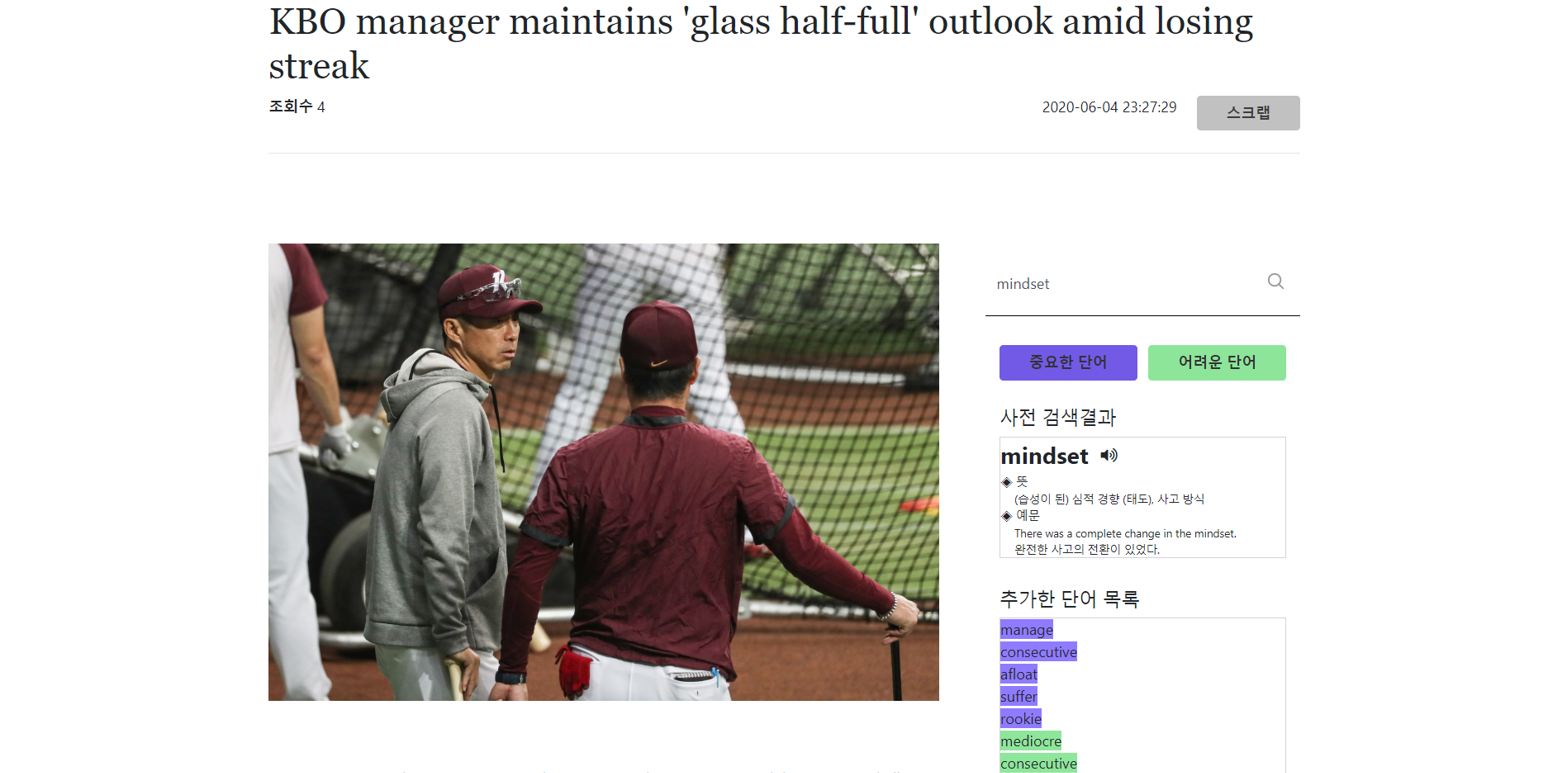 KBO manager maintains 'glass half-full' outlook amid losing
streak
조회수 4
2020-06-04 23:27:29
스크랩
mindset
중요한 단어
어려운 단어
사전 검색결과
mindset
◈ 뜻
(습성이 된) 심적 경향 (태도), 사고 방식
◈ 예문
There was a complete change in the mindset.
완전한 사고의 전환이 있었다.
추가한 단어 목록
manage
consecutive
afloat
suffer
rookie
mediocre
consecutive